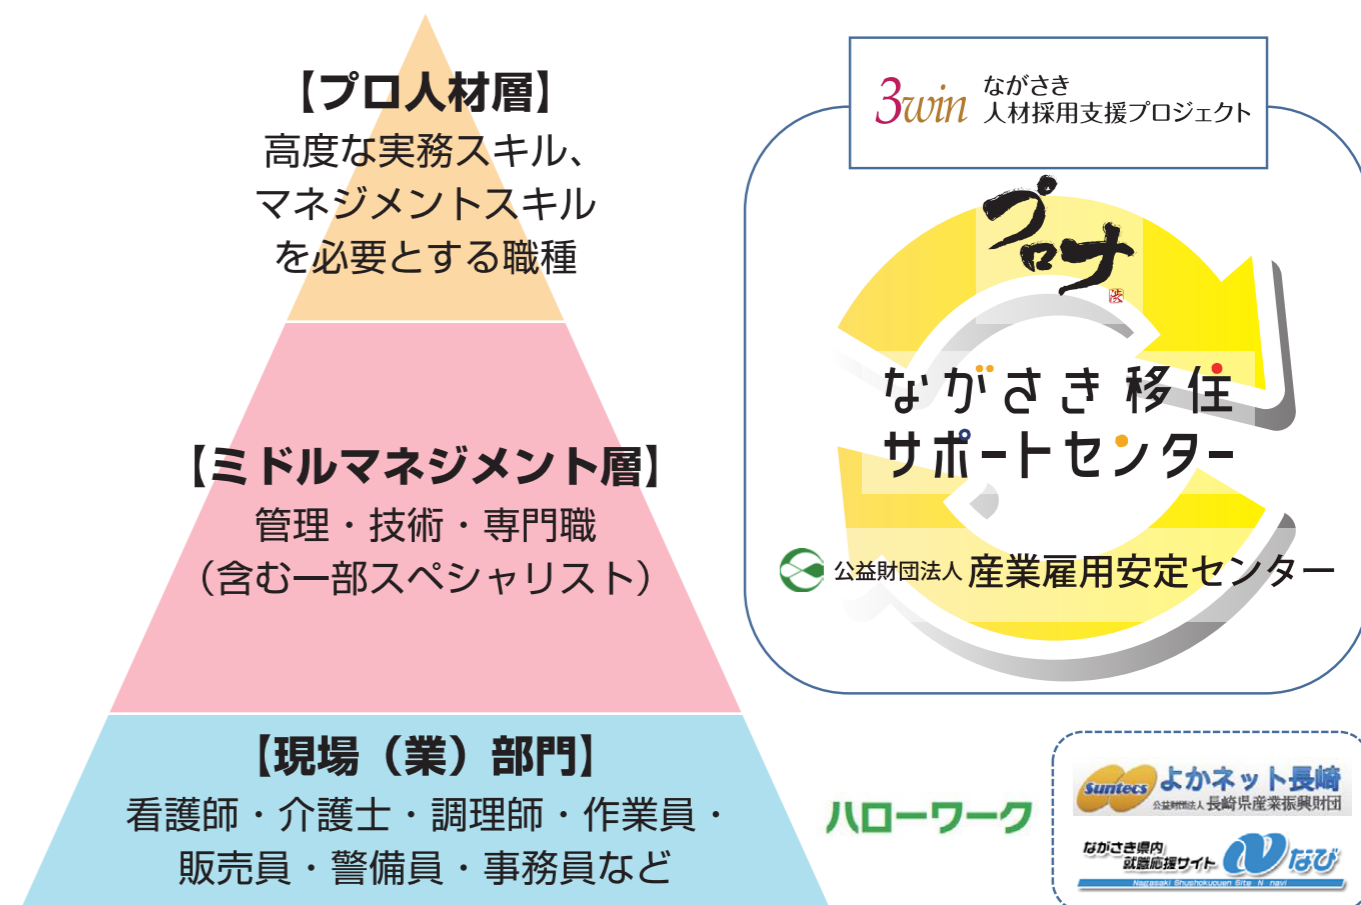 【プロ人材層】
高度な実務スキル、
マネジメントスキル
を必要とする職種
【ミドルマネジメント層】
管理・技術・専門職
（含む一部スペシャリスト）
【現場（業）部門】
看護師・介護士・調理師・作業員・
販売員・警備員・事務員など
3win ながさき
人材採用支援プロジェクト
プロナ
ながさき移住
サポートセンター
公益財団法人 産業雇用安定センター
ハローワーク
Suntecs よかネット長崎
公益財団法人 長崎県産業振興財団
ながさき県内
就職応援サイト Nなび
Nagasaki Shushokuouen Site N navi